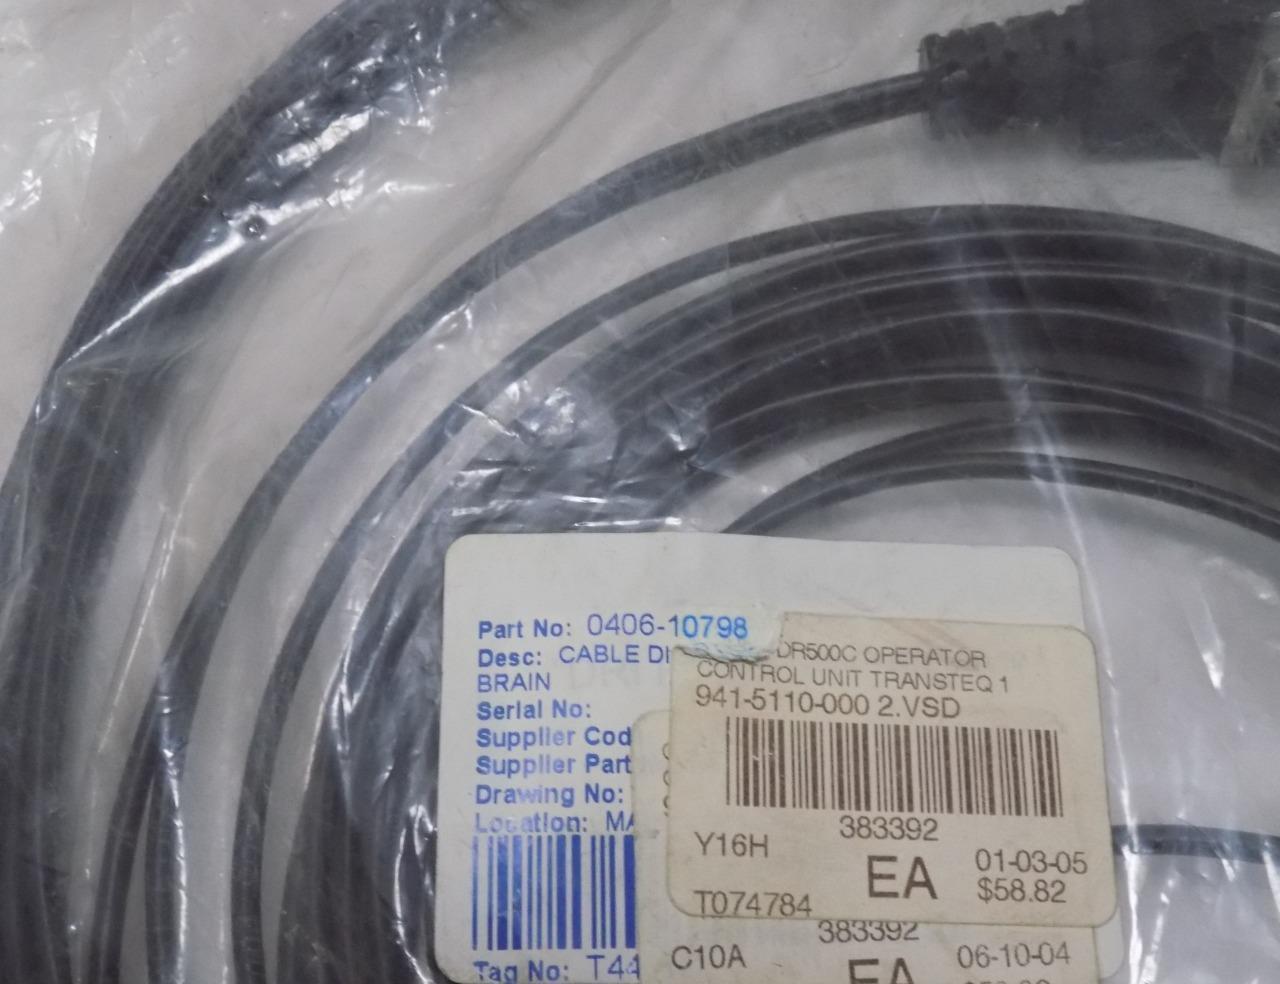 Part No: 0406-10798
Desc: CABLE DI
BRAIN
Serial No:
Supplier Cod
Supplier Part
Drawing No:
Location: MA
Tag No: T44
DR500C OPERATOR
CONTROL UNIT TRANSTEQ 1
941-5110-000 2.VSD
383392
Y16H
EA
01-03-05
$58.82
T074784
383392
C10A
EA
06-10-04